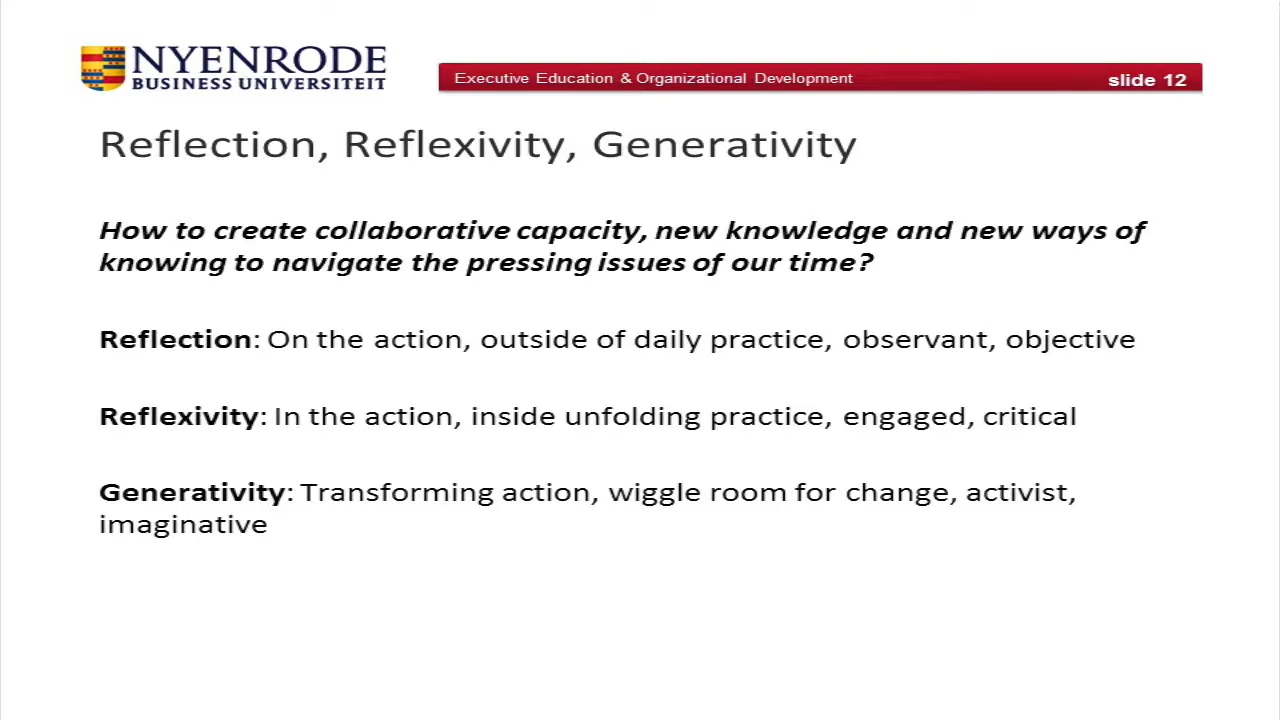 NYENRODE
BUSINESS UNIVERSITEIT
Executive Education & Organizational Development
slide 12
Reflection, Reflexivity, Generativity
How to create collaborative capacity, new knowledge and new ways of
knowing to navigate the pressing issues of our time?
Reflection: On the action, outside of daily practice, observant, objective
Reflexivity: In the action, inside unfolding practice, engaged, critical
Generativity: Transforming action, wiggle room for change, activist,
imaginative